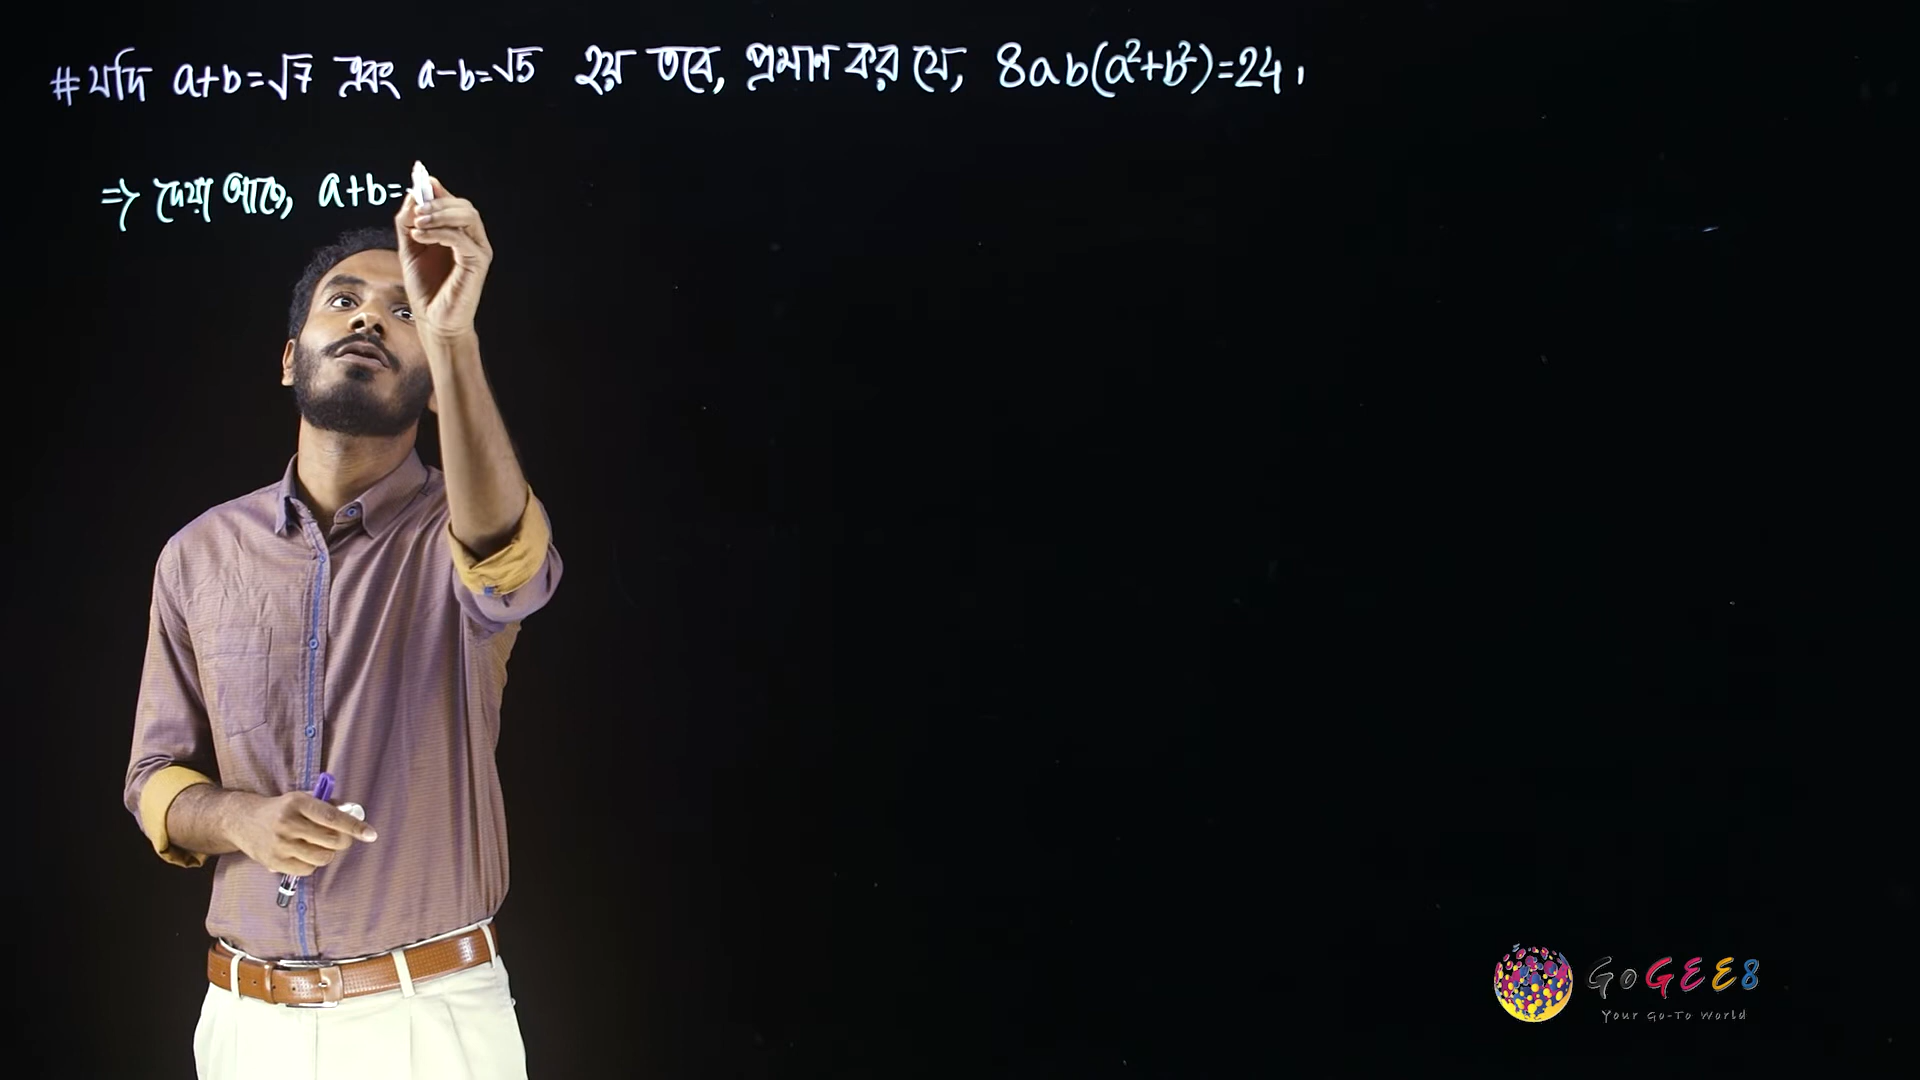 # যদি a+b=√7 এবং a-b=√5 হয় তবে, প্রমান কর যে, 8ab(a²+b²)=24।
⇒ দেয়া আছে, a+b=
GOGEE8
Your Go-To World